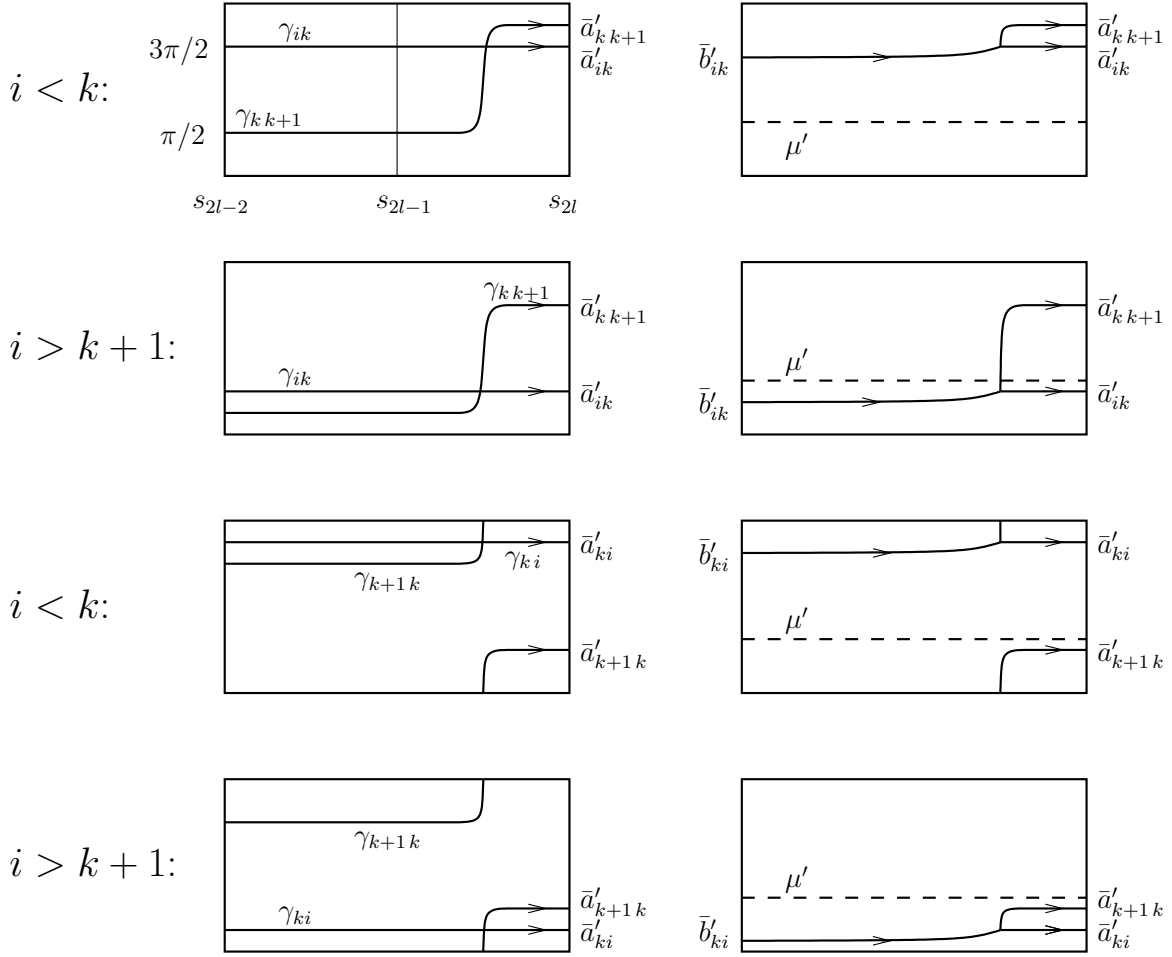 i < k:
3π/2
π/2
γ_{ik}
γ_{k k+1}
ā′_{k k+1}
ā′_{ik}
s_{2l−2}
s_{2l−1}
s_{2l}
b̄′_{ik}
μ′
ā′_{k k+1}
ā′_{ik}
i > k + 1:
γ_{k k+1}
γ_{ik}
ā′_{k k+1}
ā′_{ik}
μ′
b̄′_{ik}
ā′_{k k+1}
ā′_{ik}
i < k:
γ_{k i}
γ_{k+1 k}
ā′_{ki}
ā′_{k+1 k}
b̄′_{ki}
μ′
ā′_{ki}
ā′_{k+1 k}
i > k + 1:
γ_{k+1 k}
γ_{ki}
ā′_{k+1 k}
ā′_{ki}
μ′
b̄′_{ki}
ā′_{k+1 k}
ā′_{ki}